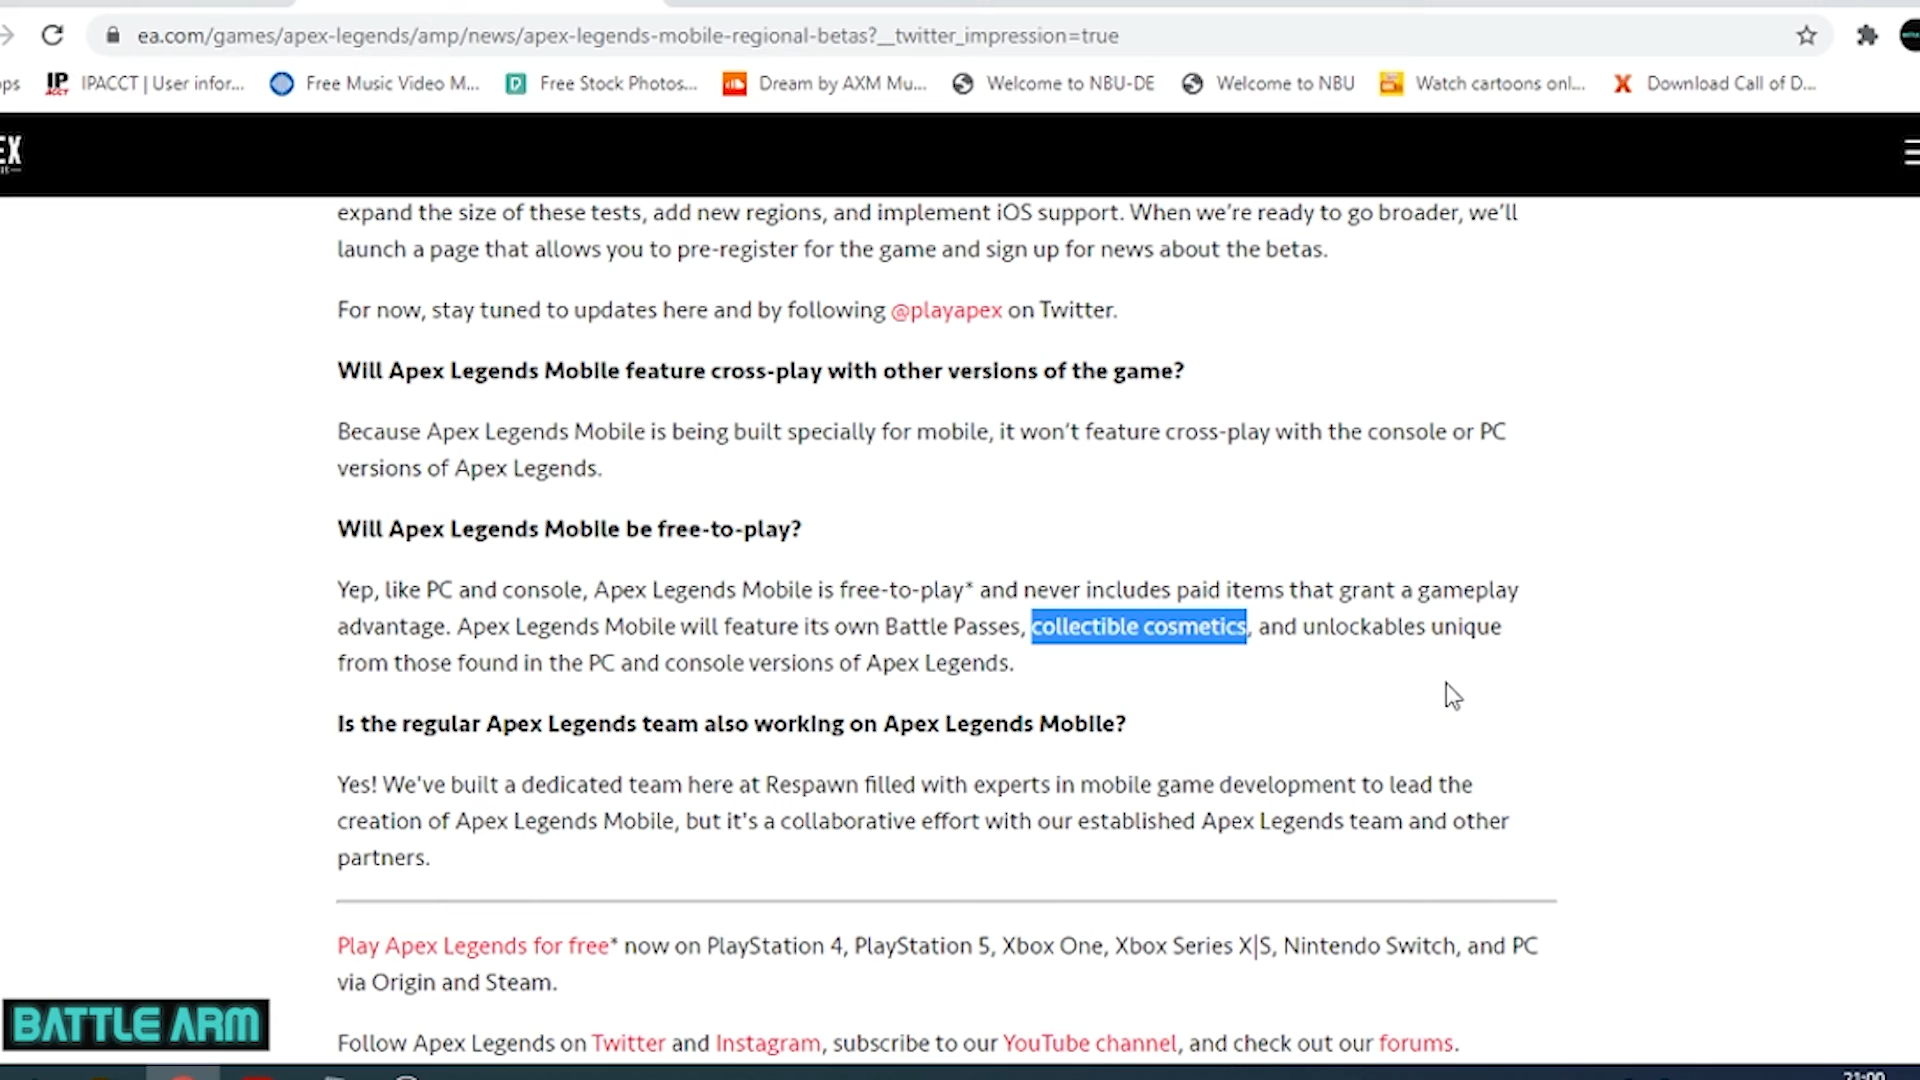 ea.com/games/apex-legends/amp/news/apex-legends-mobile-regional-betas?__twitter_impression=true
IPACCT | User infor... Free Music Video M... Free Stock Photos... Dream by AXM Mu... Welcome to NBU-DE Welcome to NBU Watch cartoons onl... Download Call of D...
expand the size of these tests, add new regions, and implement iOS support. When we’re ready to go broader, we’ll
launch a page that allows you to pre-register for the game and sign up for news about the betas.
For now, stay tuned to updates here and by following @playapex on Twitter.
Will Apex Legends Mobile feature cross-play with other versions of the game?
Because Apex Legends Mobile is being built specially for mobile, it won’t feature cross-play with the console or PC
versions of Apex Legends.
Will Apex Legends Mobile be free-to-play?
Yep, like PC and console, Apex Legends Mobile is free-to-play* and never includes paid items that grant a gameplay
advantage. Apex Legends Mobile will feature its own Battle Passes, collectible cosmetics, and unlockables unique
from those found in the PC and console versions of Apex Legends.
Is the regular Apex Legends team also working on Apex Legends Mobile?
Yes! We've built a dedicated team here at Respawn filled with experts in mobile game development to lead the
creation of Apex Legends Mobile, but it's a collaborative effort with our established Apex Legends team and other
partners.
Play Apex Legends for free* now on PlayStation 4, PlayStation 5, Xbox One, Xbox Series X|S, Nintendo Switch, and PC
via Origin and Steam.
BATTLE ARM
Follow Apex Legends on Twitter and Instagram, subscribe to our YouTube channel, and check out our forums.